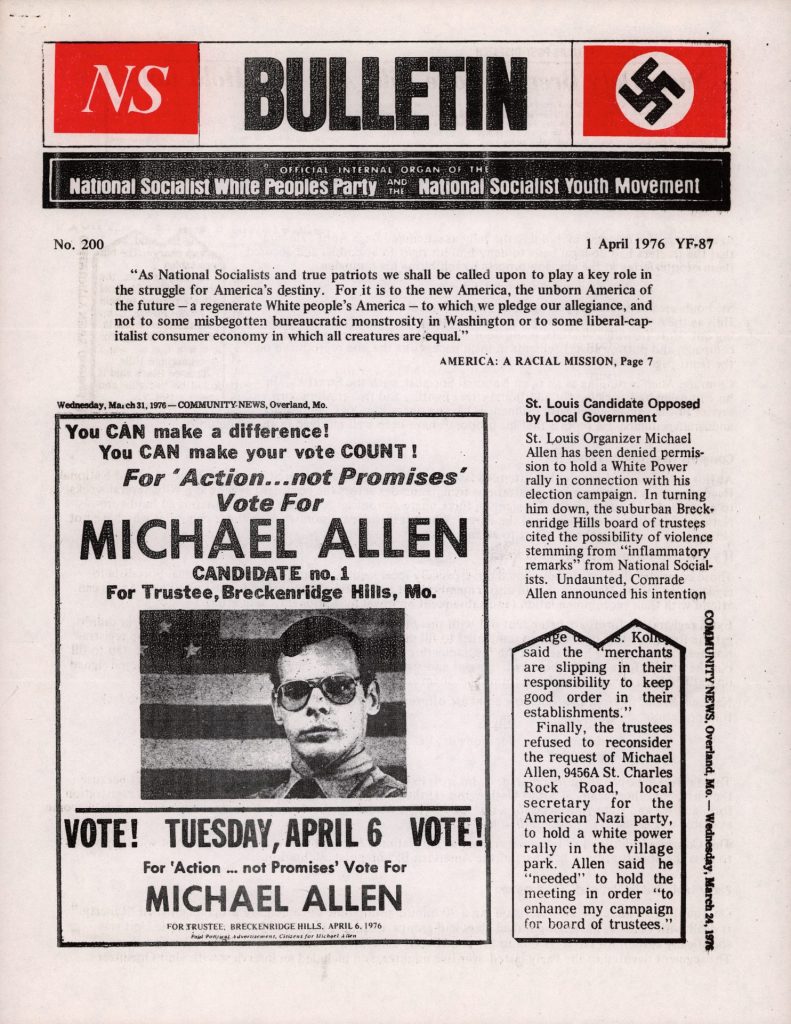 NS
BULLETIN
OFFICIAL INTERNAL ORGAN OF THE
National Socialist White Peoples Party AND THE National Socialist Youth Movement
No. 200
1 April 1976 YF-87
"As National Socialists and true patriots we shall be called upon to play a key role in
the struggle for America's destiny. For it is to the new America, the unborn America of
the future — a regenerate White people's America — to which we pledge our allegiance, and
not to some misbegotten bureaucratic monstrosity in Washington or to some liberal-cap-
italist consumer economy in which all creatures are equal."
AMERICA: A RACIAL MISSION, Page 7
Wednesday, March 31, 1976 — COMMUNITY NEWS, Overland, Mo.
You CAN make a difference!
You CAN make your vote COUNT!
For 'Action...not Promises'
Vote For
MICHAEL ALLEN
CANDIDATE no. 1
For Trustee, Breckenridge Hills, Mo.
VOTE! TUESDAY, APRIL 6 VOTE!
For 'Action ... not Promises' Vote For
MICHAEL ALLEN
FOR TRUSTEE, BRECKENRIDGE HILLS, APRIL 6, 1976
Paid Political Advertisement, Citizens for Michael Allen
St. Louis Candidate Opposed
by Local Government
St. Louis Organizer Michael
Allen has been denied permis-
sion to hold a White Power
rally in connection with his
election campaign. In turning
him down, the suburban Breck-
enridge Hills board of trustees
cited the possibility of violence
stemming from "inflammatory
remarks" from National Social-
ists. Undaunted, Comrade
Allen announced his intention
said the "merchants
are slipping in their
responsibility to keep
good order in their
establishments."
Finally, the trustees
refused to reconsider
the request of Michael
Allen, 9456A St. Charles
Rock Road, local
secretary for the
American Nazi party,
to hold a white power
rally in the village
park. Allen said he
"needed" to hold the
meeting in order "to
enhance my campaign
for board of trustees."
COMMUNITY NEWS, Overland, Mo. — Wednesday, March 24, 1976